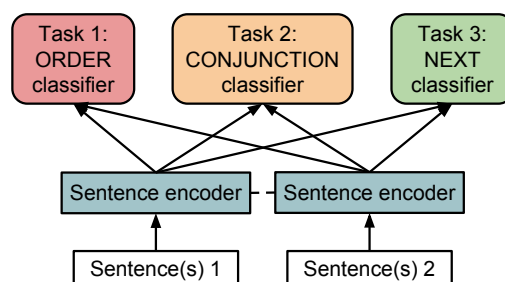 Task 1:
ORDER
classifier
Task 2:
CONJUNCTION
classifier
Task 3:
NEXT
classifier
Sentence encoder
Sentence encoder
Sentence(s) 1
Sentence(s) 2